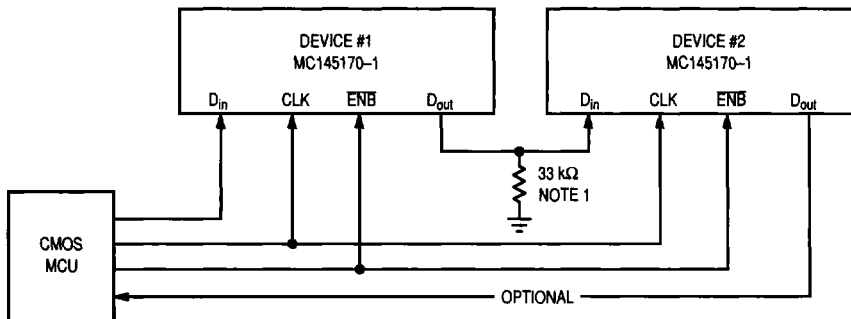 DEVICE #1
MC145170–1
Din CLK ENB Dout
DEVICE #2
MC145170–1
Din CLK ENB Dout
33 kΩ
NOTE 1
CMOS
MCU
OPTIONAL